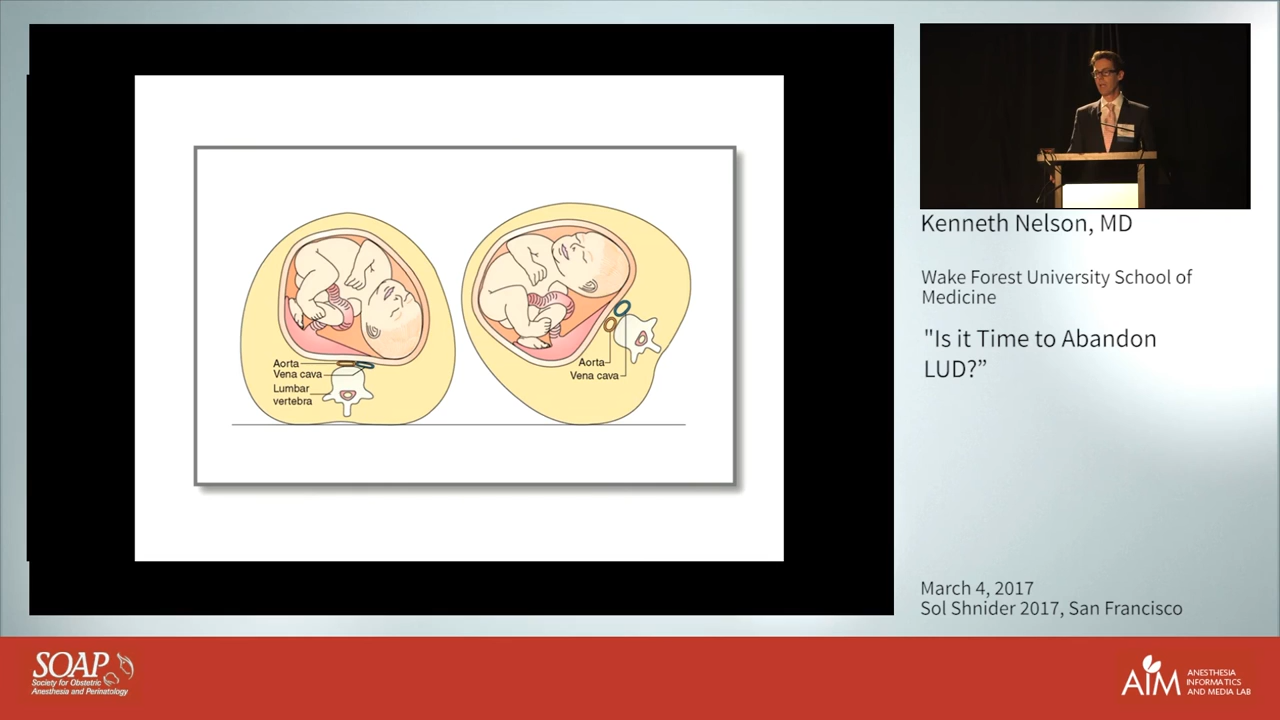 Aorta
Vena cava
Lumbar
vertebra
Aorta
Vena cava
Kenneth Nelson, MD
Wake Forest University School of
Medicine
"Is it Time to Abandon
LUD?”
March 4, 2017
Sol Shnider 2017, San Francisco
SOAP
Society for Obstetric
Anesthesia and Perinatology
AIM
ANESTHESIA
INFORMATICS
AND MEDIA LAB